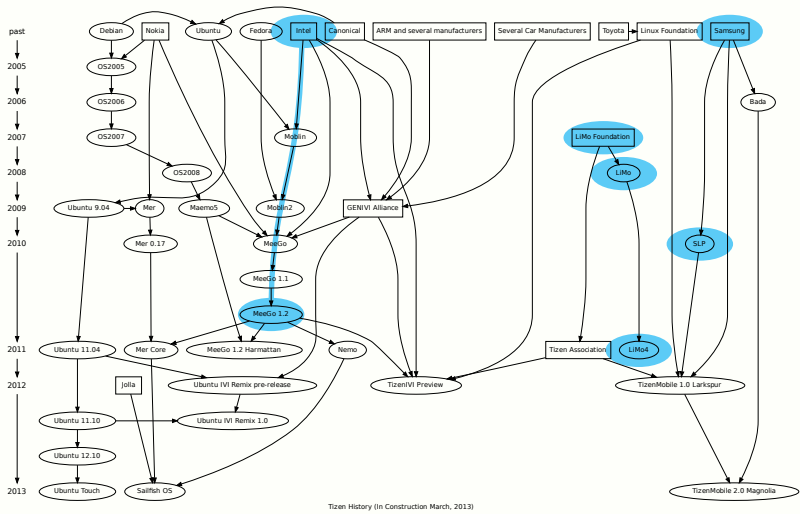 past
Debian
Nokia
Ubuntu
Fedora
Intel
Canonical
ARM and several manufacturers
Several Car Manufacturers
Toyota
Linux Foundation
Samsung
2005
OS2005
2006
OS2006
Bada
2007
OS2007
Moblin
LiMo Foundation
2008
OS2008
LiMo
2009
Ubuntu 9.04
Mer
Maemo5
Moblin2
GENIVI Alliance
2010
Mer 0.17
MeeGo
SLP
MeeGo 1.1
MeeGo 1.2
2011
Ubuntu 11.04
Mer Core
MeeGo 1.2 Harmattan
Nemo
Tizen Association
LiMo4
2012
Jolla
Ubuntu IVI Remix pre-release
TizenIVI Preview
TizenMobile 1.0 Larkspur
Ubuntu 11.10
Ubuntu IVI Remix 1.0
Ubuntu 12.10
2013
Ubuntu Touch
Sailfish OS
TizenMobile 2.0 Magnolia
Tizen History (In Construction March, 2013)